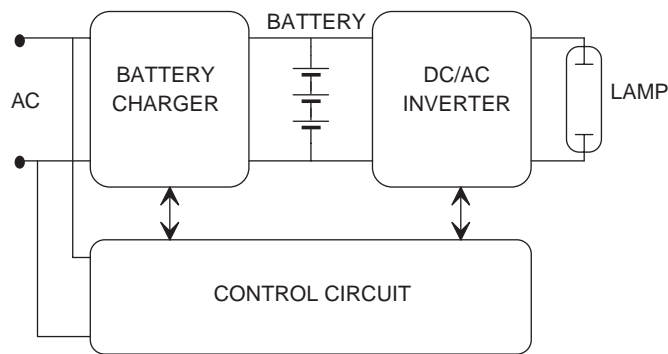 BATTERY
AC
BATTERY
CHARGER
DC/AC
INVERTER
LAMP
CONTROL CIRCUIT